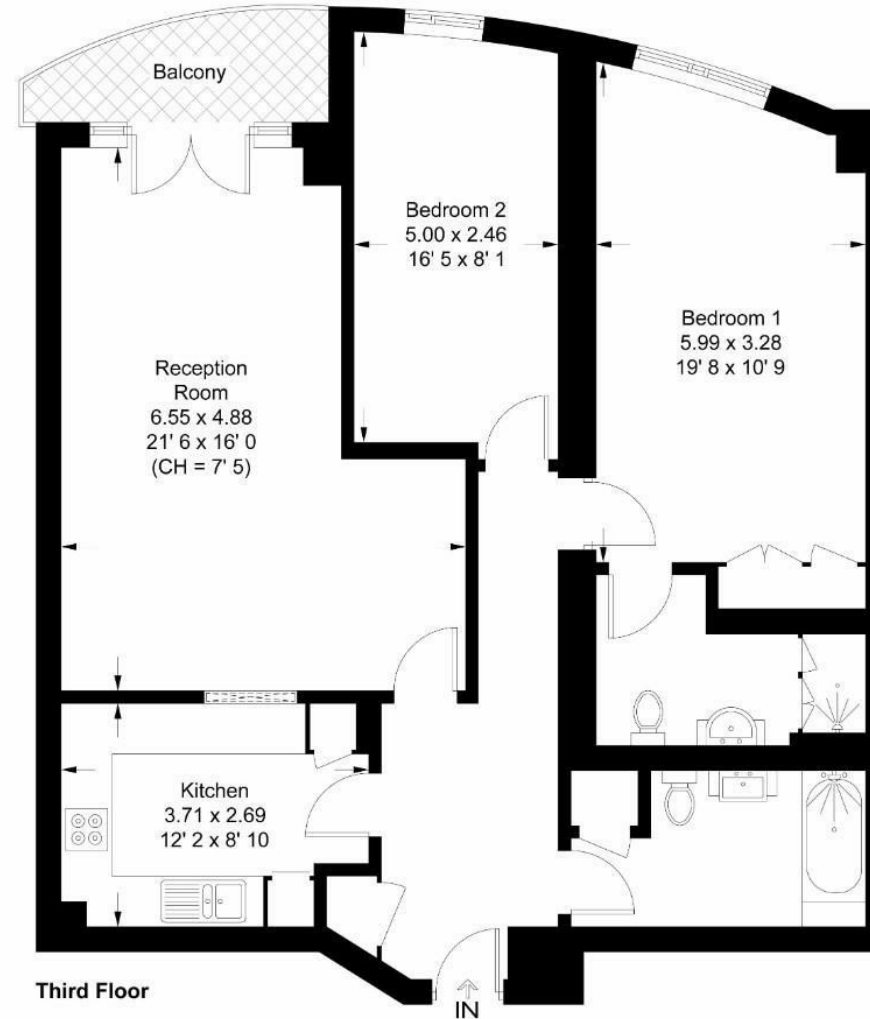 Balcony
Bedroom 2
5.00 x 2.46
16' 5 x 8' 1
Bedroom 1
5.99 x 3.28
19' 8 x 10' 9
Reception
Room
6.55 x 4.88
21' 6 x 16' 0
(CH = 7' 5)
Kitchen
3.71 x 2.69
12' 2 x 8' 10
Third Floor
IN